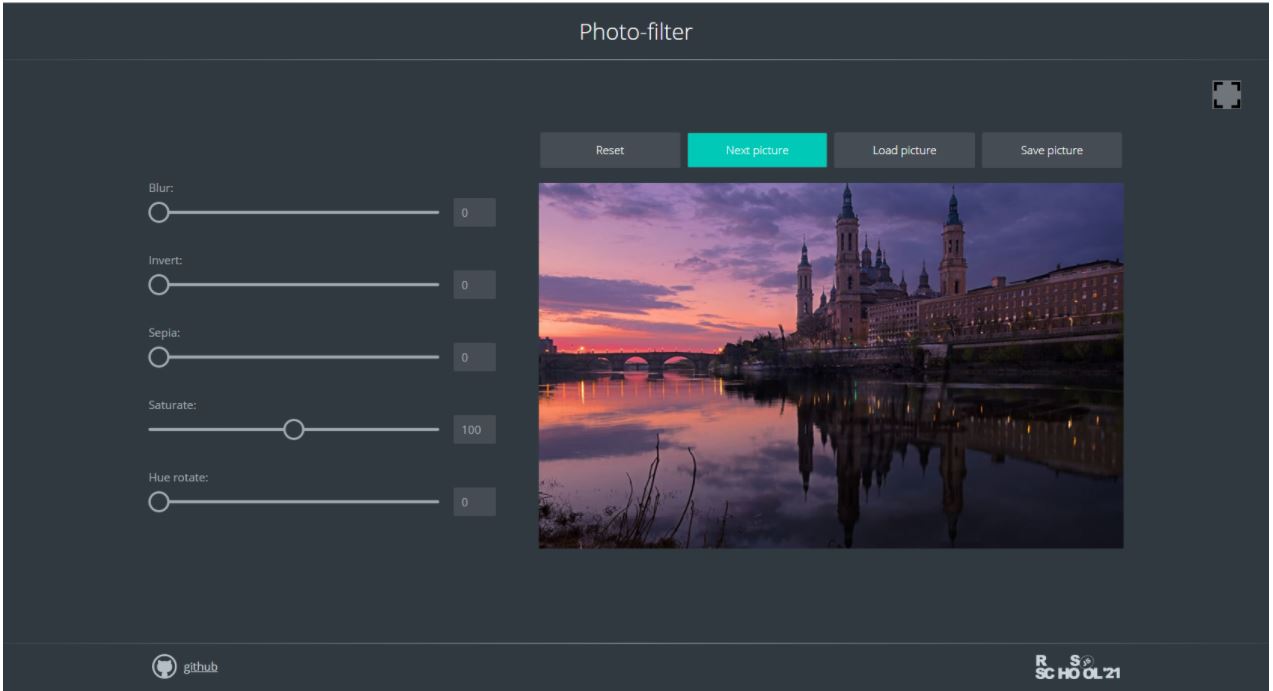 Photo-filter
Reset Next picture Load picture Save picture
Blur:
0
Invert:
0
Sepia:
0
Saturate:
100
Hue rotate:
0
github
R S
SCHOOL'21